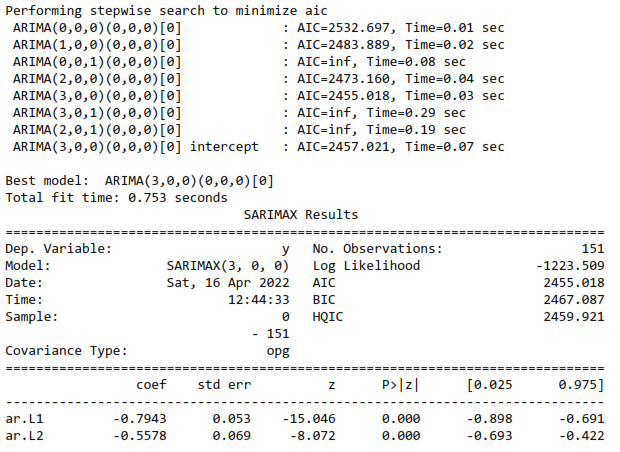 Performing stepwise search to minimize aic
 ARIMA(0,0,0)(0,0,0)[0]             : AIC=2532.697, Time=0.01 sec
 ARIMA(1,0,0)(0,0,0)[0]             : AIC=2483.889, Time=0.02 sec
 ARIMA(0,0,1)(0,0,0)[0]             : AIC=inf, Time=0.08 sec
 ARIMA(2,0,0)(0,0,0)[0]             : AIC=2473.160, Time=0.04 sec
 ARIMA(3,0,0)(0,0,0)[0]             : AIC=2455.018, Time=0.03 sec
 ARIMA(3,0,1)(0,0,0)[0]             : AIC=inf, Time=0.29 sec
 ARIMA(2,0,1)(0,0,0)[0]             : AIC=inf, Time=0.19 sec
 ARIMA(3,0,0)(0,0,0)[0] intercept   : AIC=2457.021, Time=0.07 sec

Best model:  ARIMA(3,0,0)(0,0,0)[0]
Total fit time: 0.753 seconds
                               SARIMAX Results
==============================================================================
Dep. Variable:                      y   No. Observations:                  151
Model:               SARIMAX(3, 0, 0)   Log Likelihood               -1223.509
Date:                Sat, 16 Apr 2022   AIC                           2455.018
Time:                        12:44:33   BIC                           2467.087
Sample:                             0   HQIC                          2459.921
                                - 151
Covariance Type:                  opg
==============================================================================
                 coef    std err          z      P>|z|      [0.025      0.975]
------------------------------------------------------------------------------
ar.L1         -0.7943      0.053    -15.046      0.000      -0.898      -0.691
ar.L2         -0.5578      0.069     -8.072      0.000      -0.693      -0.422